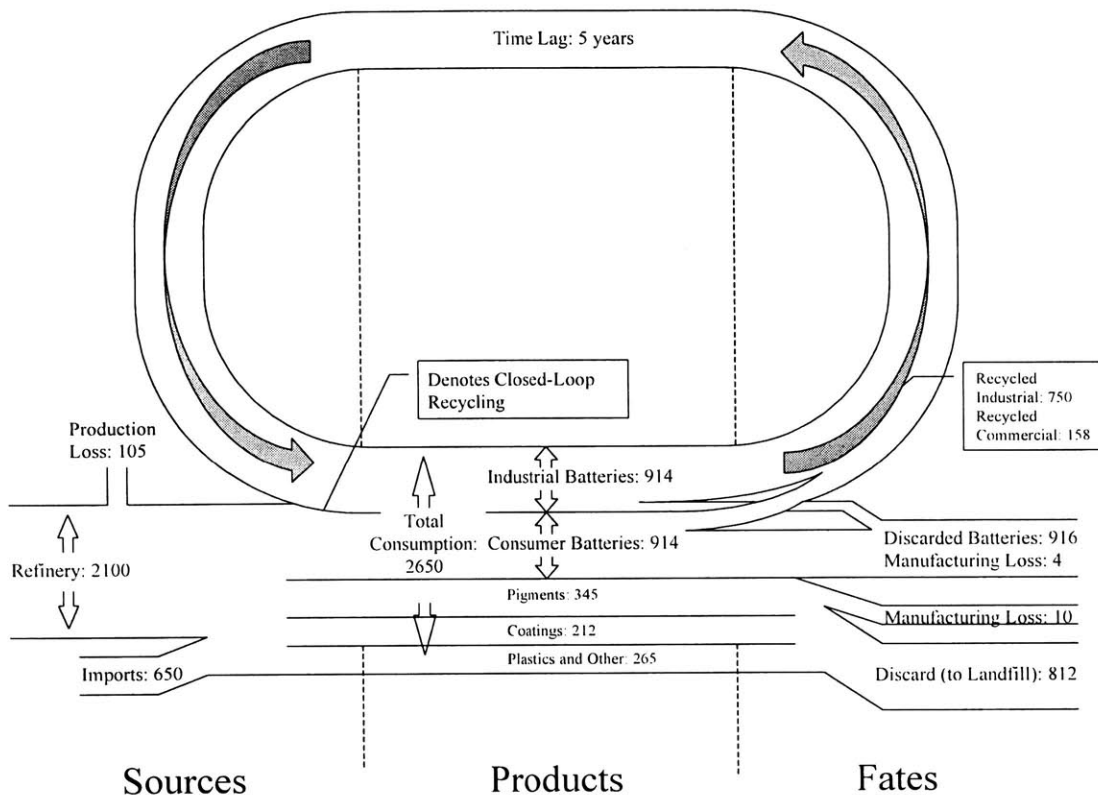 Time Lag: 5 years
Denotes Closed-Loop
Recycling
Recycled
Industrial: 750
Recycled
Commercial: 158
Production
Loss: 105
Industrial Batteries: 914
Total
Consumption:
2650
Consumer Batteries: 914
Refinery: 2100
Discarded Batteries: 916
Manufacturing Loss: 4
Pigments: 345
Manufacturing Loss: 10
Coatings: 212
Plastics and Other: 265
Imports: 650
Discard (to Landfill): 812
Sources
Products
Fates